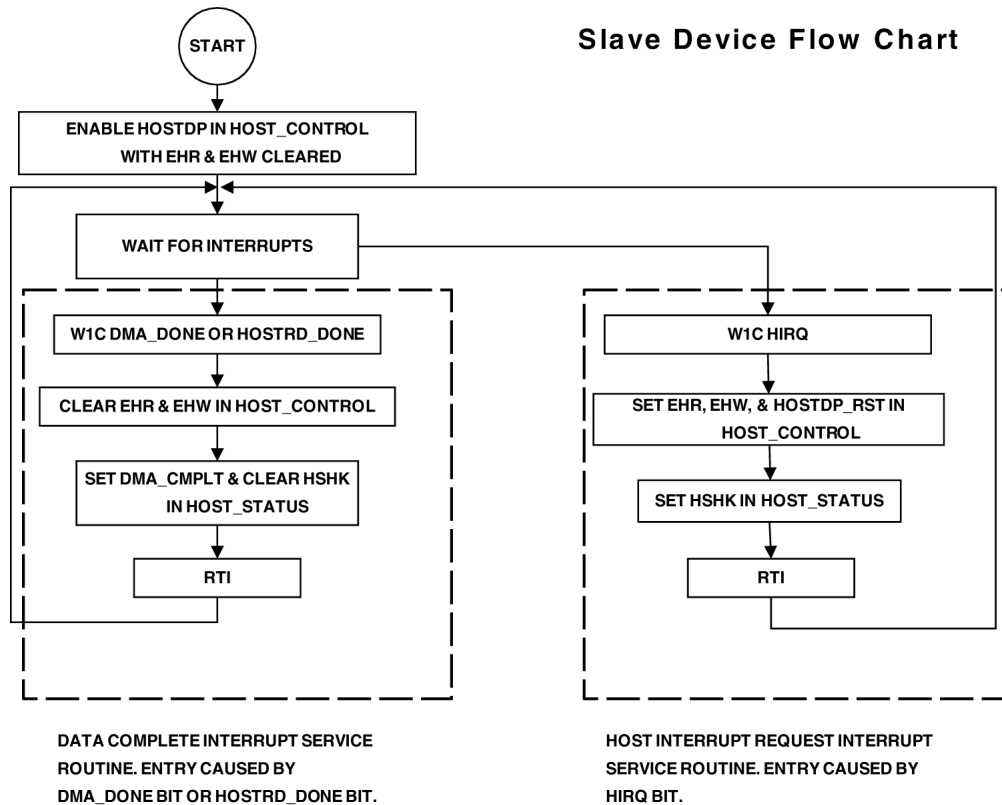 START
Slave Device Flow Chart
ENABLE HOSTDP IN HOST_CONTROL
WITH EHR & EHW CLEARED
WAIT FOR INTERRUPTS
W1C DMA_DONE OR HOSTRD_DONE
CLEAR EHR & EHW IN HOST_CONTROL
SET DMA_CMPLT & CLEAR HSHK
IN HOST_STATUS
RTI
W1C HIRQ
SET EHR, EHW, & HOSTDP_RST IN
HOST_CONTROL
SET HSHK IN HOST_STATUS
RTI
DATA COMPLETE INTERRUPT SERVICE
ROUTINE. ENTRY CAUSED BY
DMA_DONE BIT OR HOSTRD_DONE BIT.
HOST INTERRUPT REQUEST INTERRUPT
SERVICE ROUTINE. ENTRY CAUSED BY
HIRQ BIT.